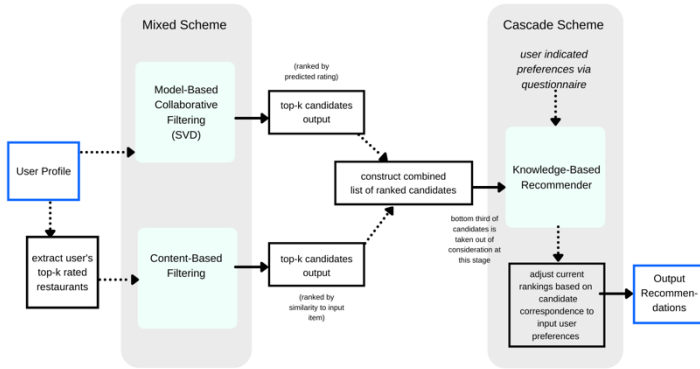 Mixed Scheme
Cascade Scheme
user indicated
preferences via
questionnaire
(ranked by
predicted rating)
Model-Based
Collaborative
Filtering
(SVD)
top-k candidates
output
User Profile
construct combined
list of ranked candidates
Knowledge-Based
Recommender
bottom third of
candidates is
taken out of
consideration at
this stage
extract user's
top-k rated
restaurants
Content-Based
Filtering
top-k candidates
output
(ranked by
similarity to input
item)
adjust current
rankings based on
candidate
correspondence to
input user
preferences
Output
Recommen-
dations